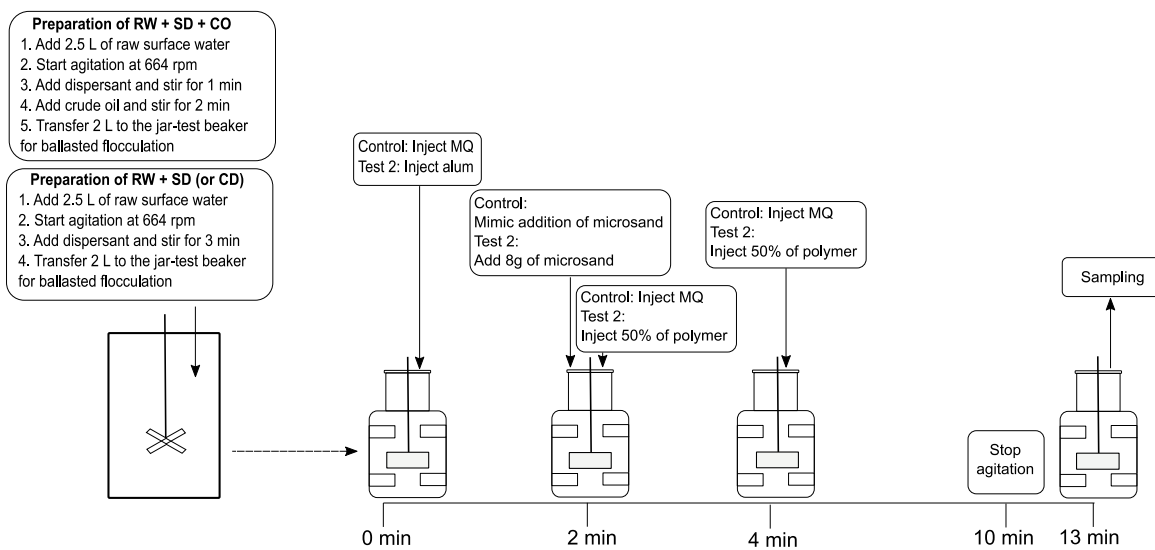 Preparation of RW + SD + CO
1. Add 2.5 L of raw surface water
2. Start agitation at 664 rpm
3. Add dispersant and stir for 1 min
4. Add crude oil and stir for 2 min
5. Transfer 2 L to the jar-test beaker
for ballasted flocculation
Preparation of RW + SD (or CD)
1. Add 2.5 L of raw surface water
2. Start agitation at 664 rpm
3. Add dispersant and stir for 3 min
4. Transfer 2 L to the jar-test beaker
for ballasted flocculation
Control: Inject MQ
Test 2: Inject alum
Control:
Mimic addition of microsand
Test 2:
Add 8g of microsand
Control: Inject MQ
Test 2:
Inject 50% of polymer
Control: Inject MQ
Test 2:
Inject 50% of polymer
Sampling
Stop
agitation
0 min
2 min
4 min
10 min
13 min